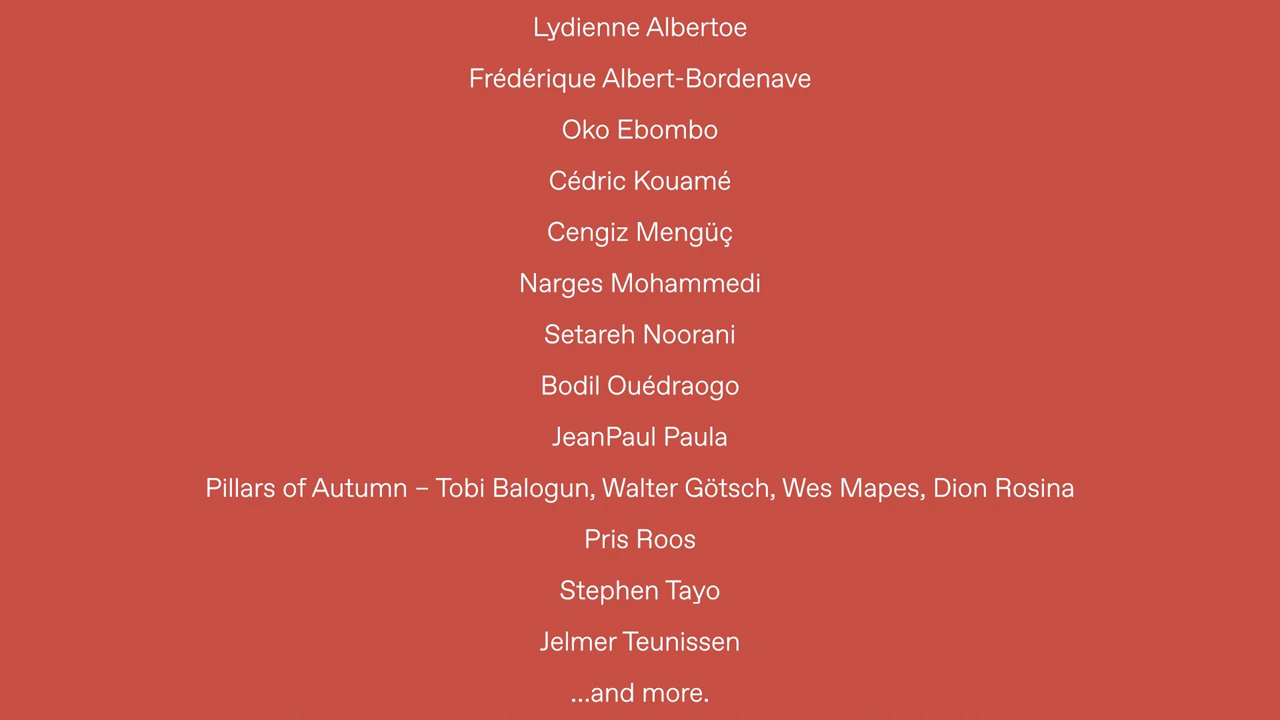 Lydienne Albertoe
Frédérique Albert-Bordenave
Oko Ebombo
Cédric Kouamé
Cengiz Mengüç
Narges Mohammedi
Setareh Noorani
Bodil Ouédraogo
JeanPaul Paula
Pillars of Autumn – Tobi Balogun, Walter Götsch, Wes Mapes, Dion Rosina
Pris Roos
Stephen Tayo
Jelmer Teunissen
...and more.